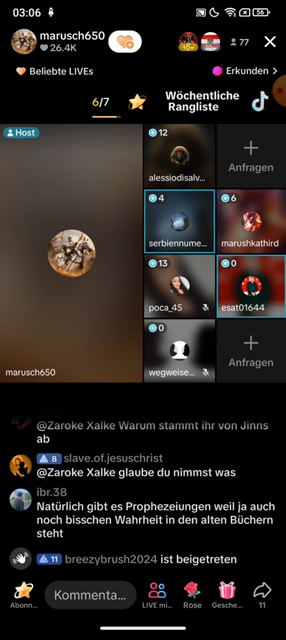 03:06
56
marusch650
26.4K
10+
10+
77
Beliebte LIVEs
Erkunden
6/7
Wöchentliche
Rangliste
Host
12
alessiodisalv...
Anfragen
4
serbiennume...
6
marushkathird
13
poca_45
0
esat01644
0
wegweise...
Anfragen
marusch650
@Zaroke Xalke Warum stammt ihr von Jinns
ab
8 slave.of.jesuschrist
@Zaroke Xalke glaube du nimmst was
ibr.38
Natürlich gibt es Prophezeiungen weil ja auch
noch bisschen Wahrheit in den alten Büchern
steht
11 breezybrush2024 ist beigetreten
Abonn...
Kommenta...
LIVE mi...
Rose
Gesche...
11